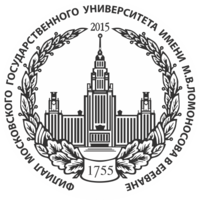 ФИЛИАЛ МОСКОВСКОГО ГОСУДАРСТВЕННОГО УНИВЕРСИТЕТА ИМЕНИ М.В.ЛОМОНОСОВА В ЕРЕВАНЕ
2015
1755